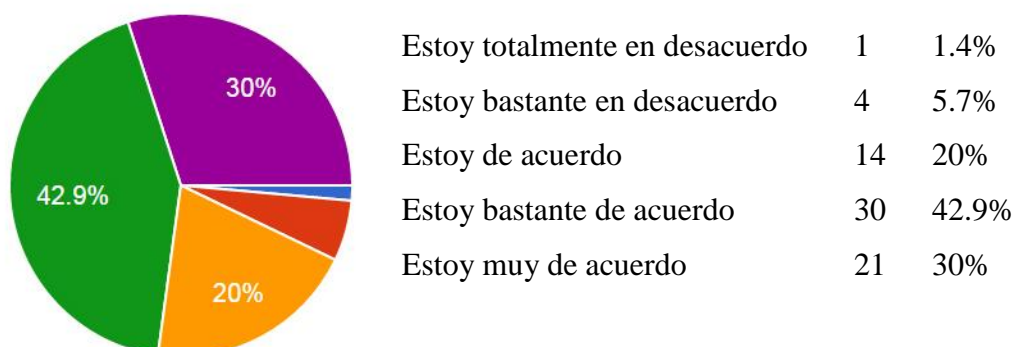 30%
42.9%
20%
Estoy totalmente en desacuerdo 1 1.4%
Estoy bastante en desacuerdo 4 5.7%
Estoy de acuerdo 14 20%
Estoy bastante de acuerdo 30 42.9%
Estoy muy de acuerdo 21 30%